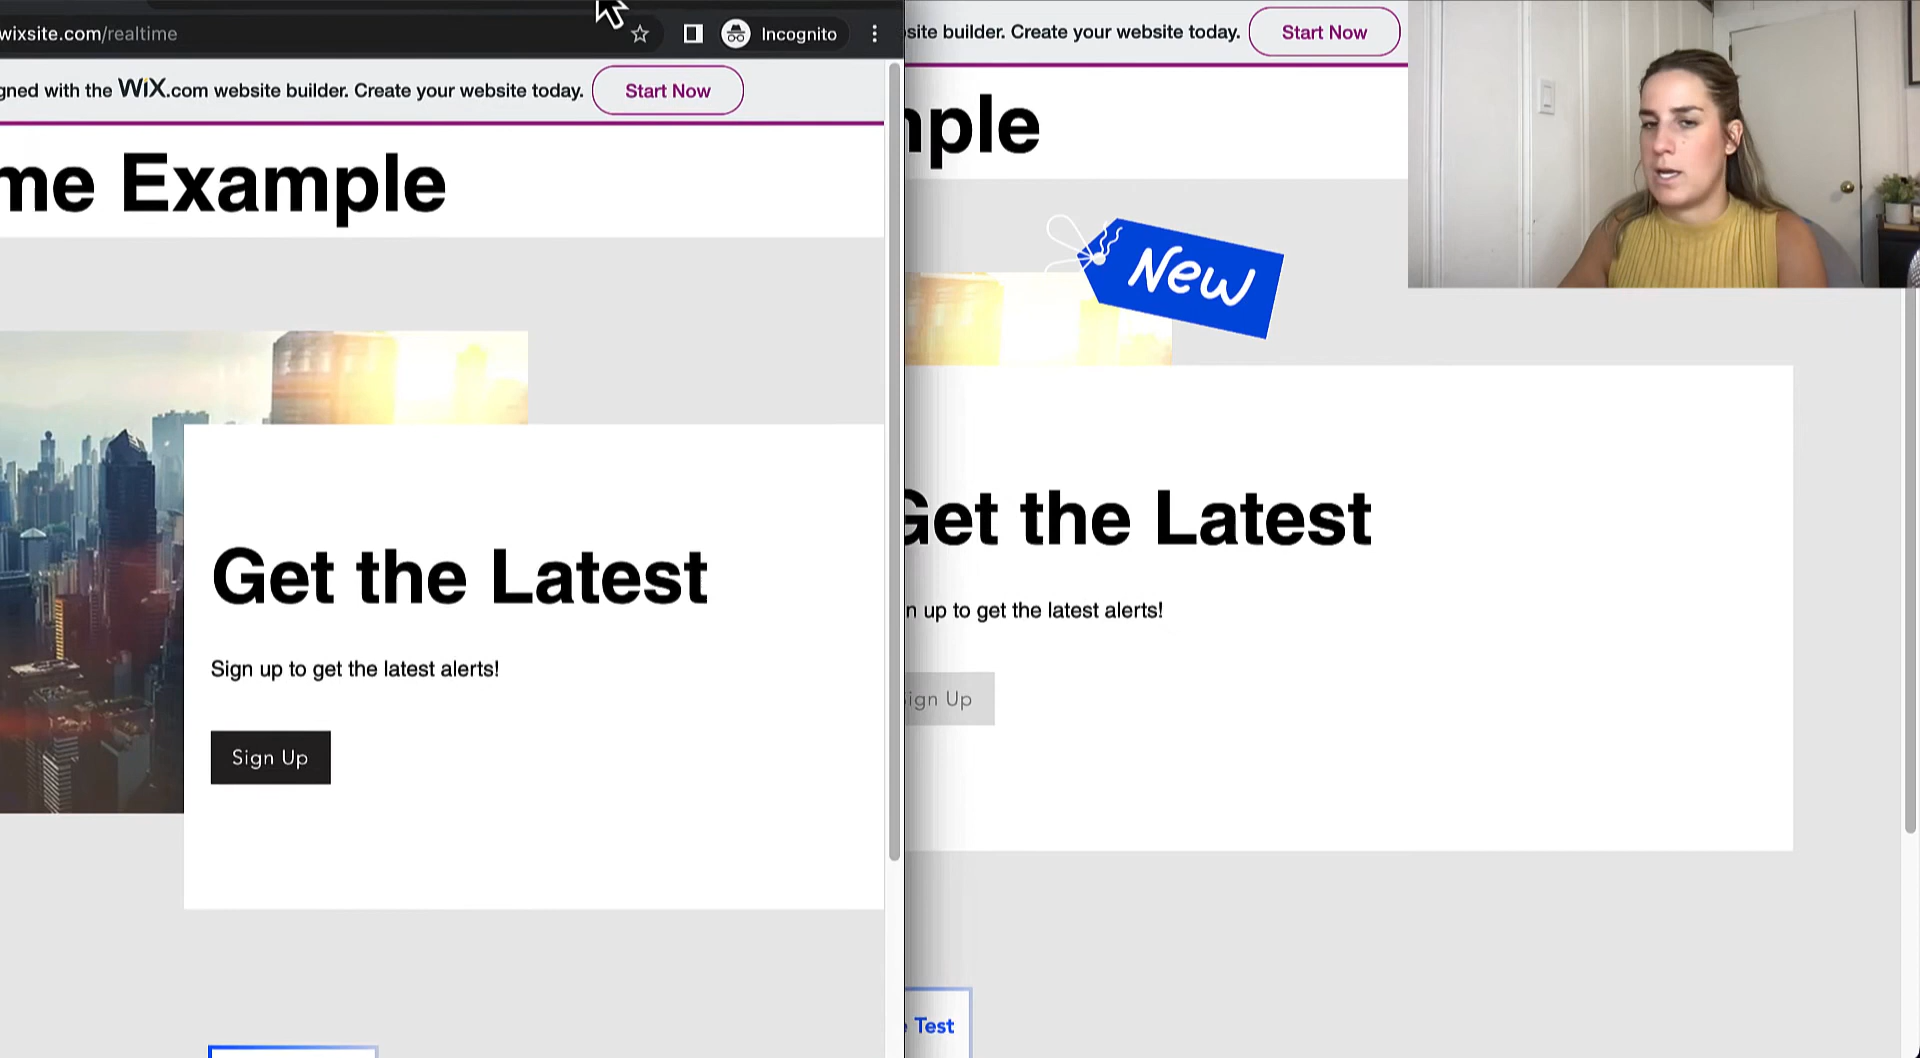 wixsite.com/realtime
Incognito
gned with the WiX.com website builder. Create your website today.
Start Now
me Example
Get the Latest
Sign up to get the latest alerts!
Sign Up
site builder. Create your website today.
Start Now
nple
New
Get the Latest
n up to get the latest alerts!
ign Up
e Test